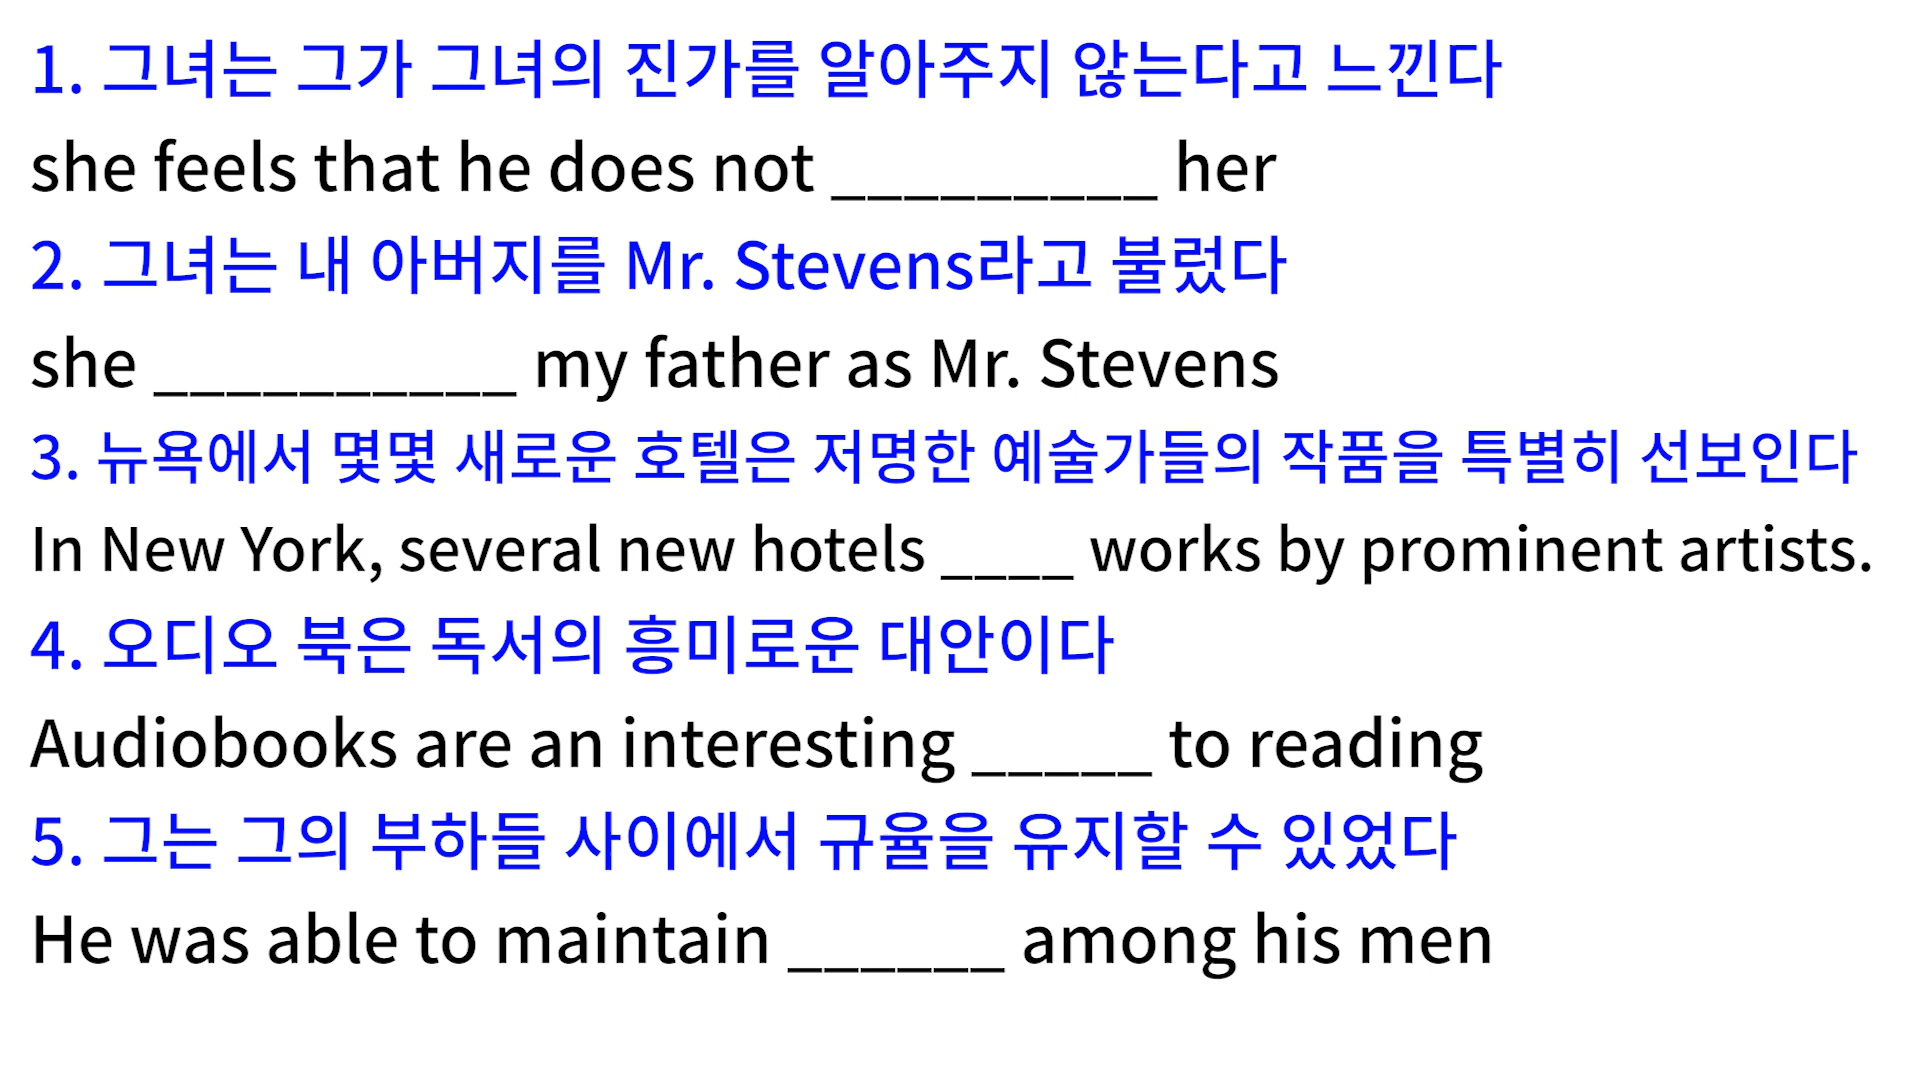 1. 그녀는 그가 그녀의 진가를 알아주지 않는다고 느낀다
she feels that he does not _________ her
2. 그녀는 내 아버지를 Mr. Stevens라고 불렀다
she __________ my father as Mr. Stevens
3. 뉴욕에서 몇몇 새로운 호텔은 저명한 예술가들의 작품을 특별히 선보인다
In New York, several new hotels ____ works by prominent artists.
4. 오디오 북은 독서의 흥미로운 대안이다
Audiobooks are an interesting _____ to reading
5. 그는 그의 부하들 사이에서 규율을 유지할 수 있었다
He was able to maintain ______ among his men